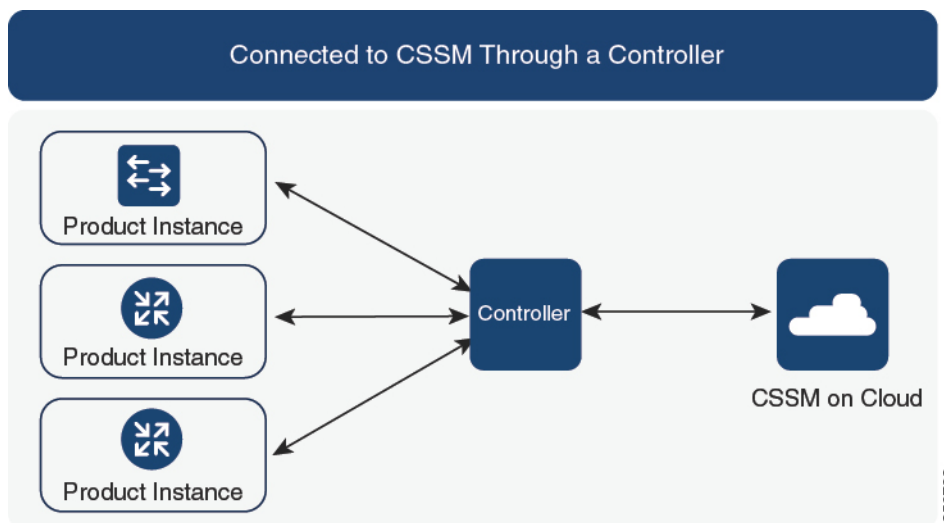 Connected to CSSM Through a Controller
Product Instance
Product Instance
Product Instance
Controller
CSSM on Cloud